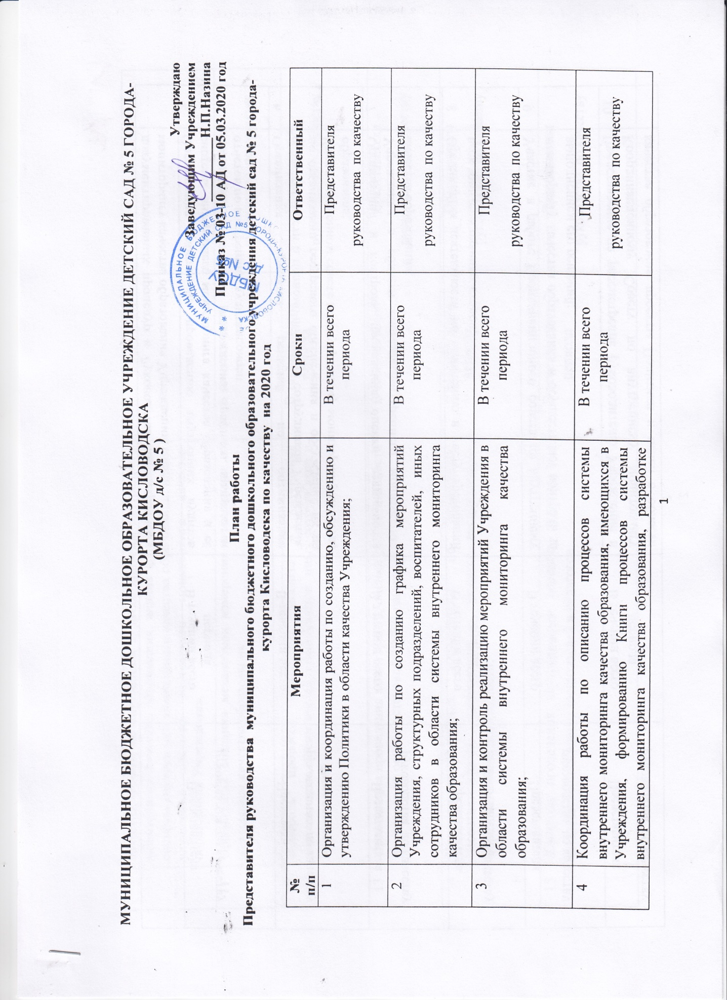 МУНИЦИПАЛЬНОЕ БЮДЖЕТНОЕ ДОШКОЛЬНОЕ ОБРАЗОВАТЕЛЬНОЕ УЧРЕЖДЕНИЕ ДЕТСКИЙ САД № 5 ГОРОДА-
КУРОРТА КИСЛОВОДСКА
(МБДОУ д/с № 5 )
Утверждаю
Заведующим Учреждением
Н.П.Назина
Приказ № 03-10 АД от 05.03.2020 год
МУНИЦИПАЛЬНОЕ БЮДЖЕТНОЕ
УЧРЕЖДЕНИЕ ДЕТСКИЙ САД №5 ГОРОДА-КУРОРТА КИСЛОВОДСКА
МБДОУ
д/с №5
План работы
Представителя руководства муниципального бюджетного дошкольного образовательного учреждения детский сад № 5 города-
курорта Кисловодска по качеству на 2020 год
№
п/п
Мероприятия
Сроки
Ответственный
1
Организация и координация работы по созданию, обсуждению и
утверждению Политики в области качества Учреждения;
В течении всего
периода
Представителя
руководства по качеству
2
Организация работы по созданию графика мероприятий
Учреждения, структурных подразделений, воспитателей, иных
сотрудников в области системы внутреннего мониторинга
качества образования;
В течении всего
периода
Представителя
руководства по качеству
3
Организация и контроль реализацию мероприятий Учреждения в
области системы внутреннего мониторинга качества
образования;
В течении всего
периода
Представителя
руководства по качеству
4
Координация работы по описанию процессов системы
внутреннего мониторинга качества образования, имеющихся в
Учреждения, формированию Книги процессов системы
внутреннего мониторинга качества образования, разработке
В течении всего
периода
Представителя
руководства по качеству
1